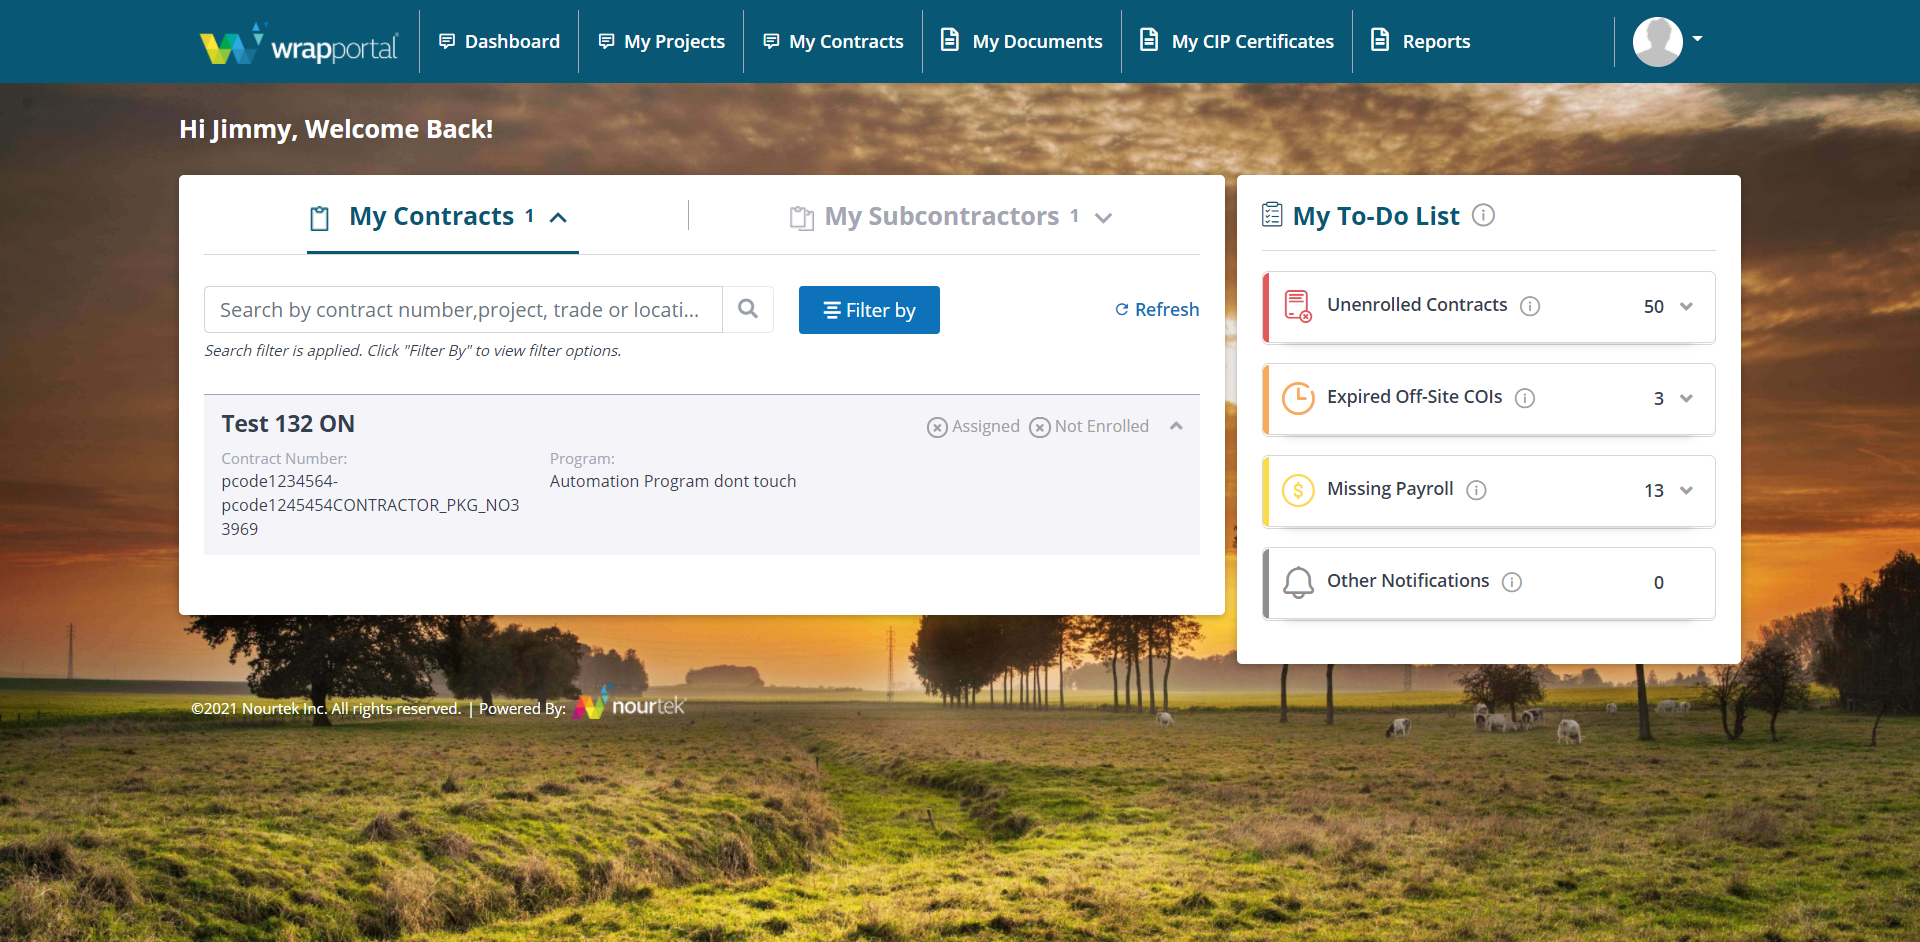 wrapportal
Dashboard
My Projects
My Contracts
My Documents
My CIP Certificates
Reports
Hi Jimmy, Welcome Back!
My Contracts 1
My Subcontractors 1
Search by contract number,project, trade or locati...
Filter by
Refresh
Search filter is applied. Click "Filter By" to view filter options.
Test 132 ON
Assigned
Not Enrolled
Contract Number:
pcode1234564-
pcode1245454CONTRACTOR_PKG_NO3
3969
Program:
Automation Program dont touch
My To-Do List
Unenrolled Contracts 50
Expired Off-Site COIs 3
Missing Payroll 13
Other Notifications 0
©2021 Nourtek Inc. All rights reserved. | Powered By: nourtek